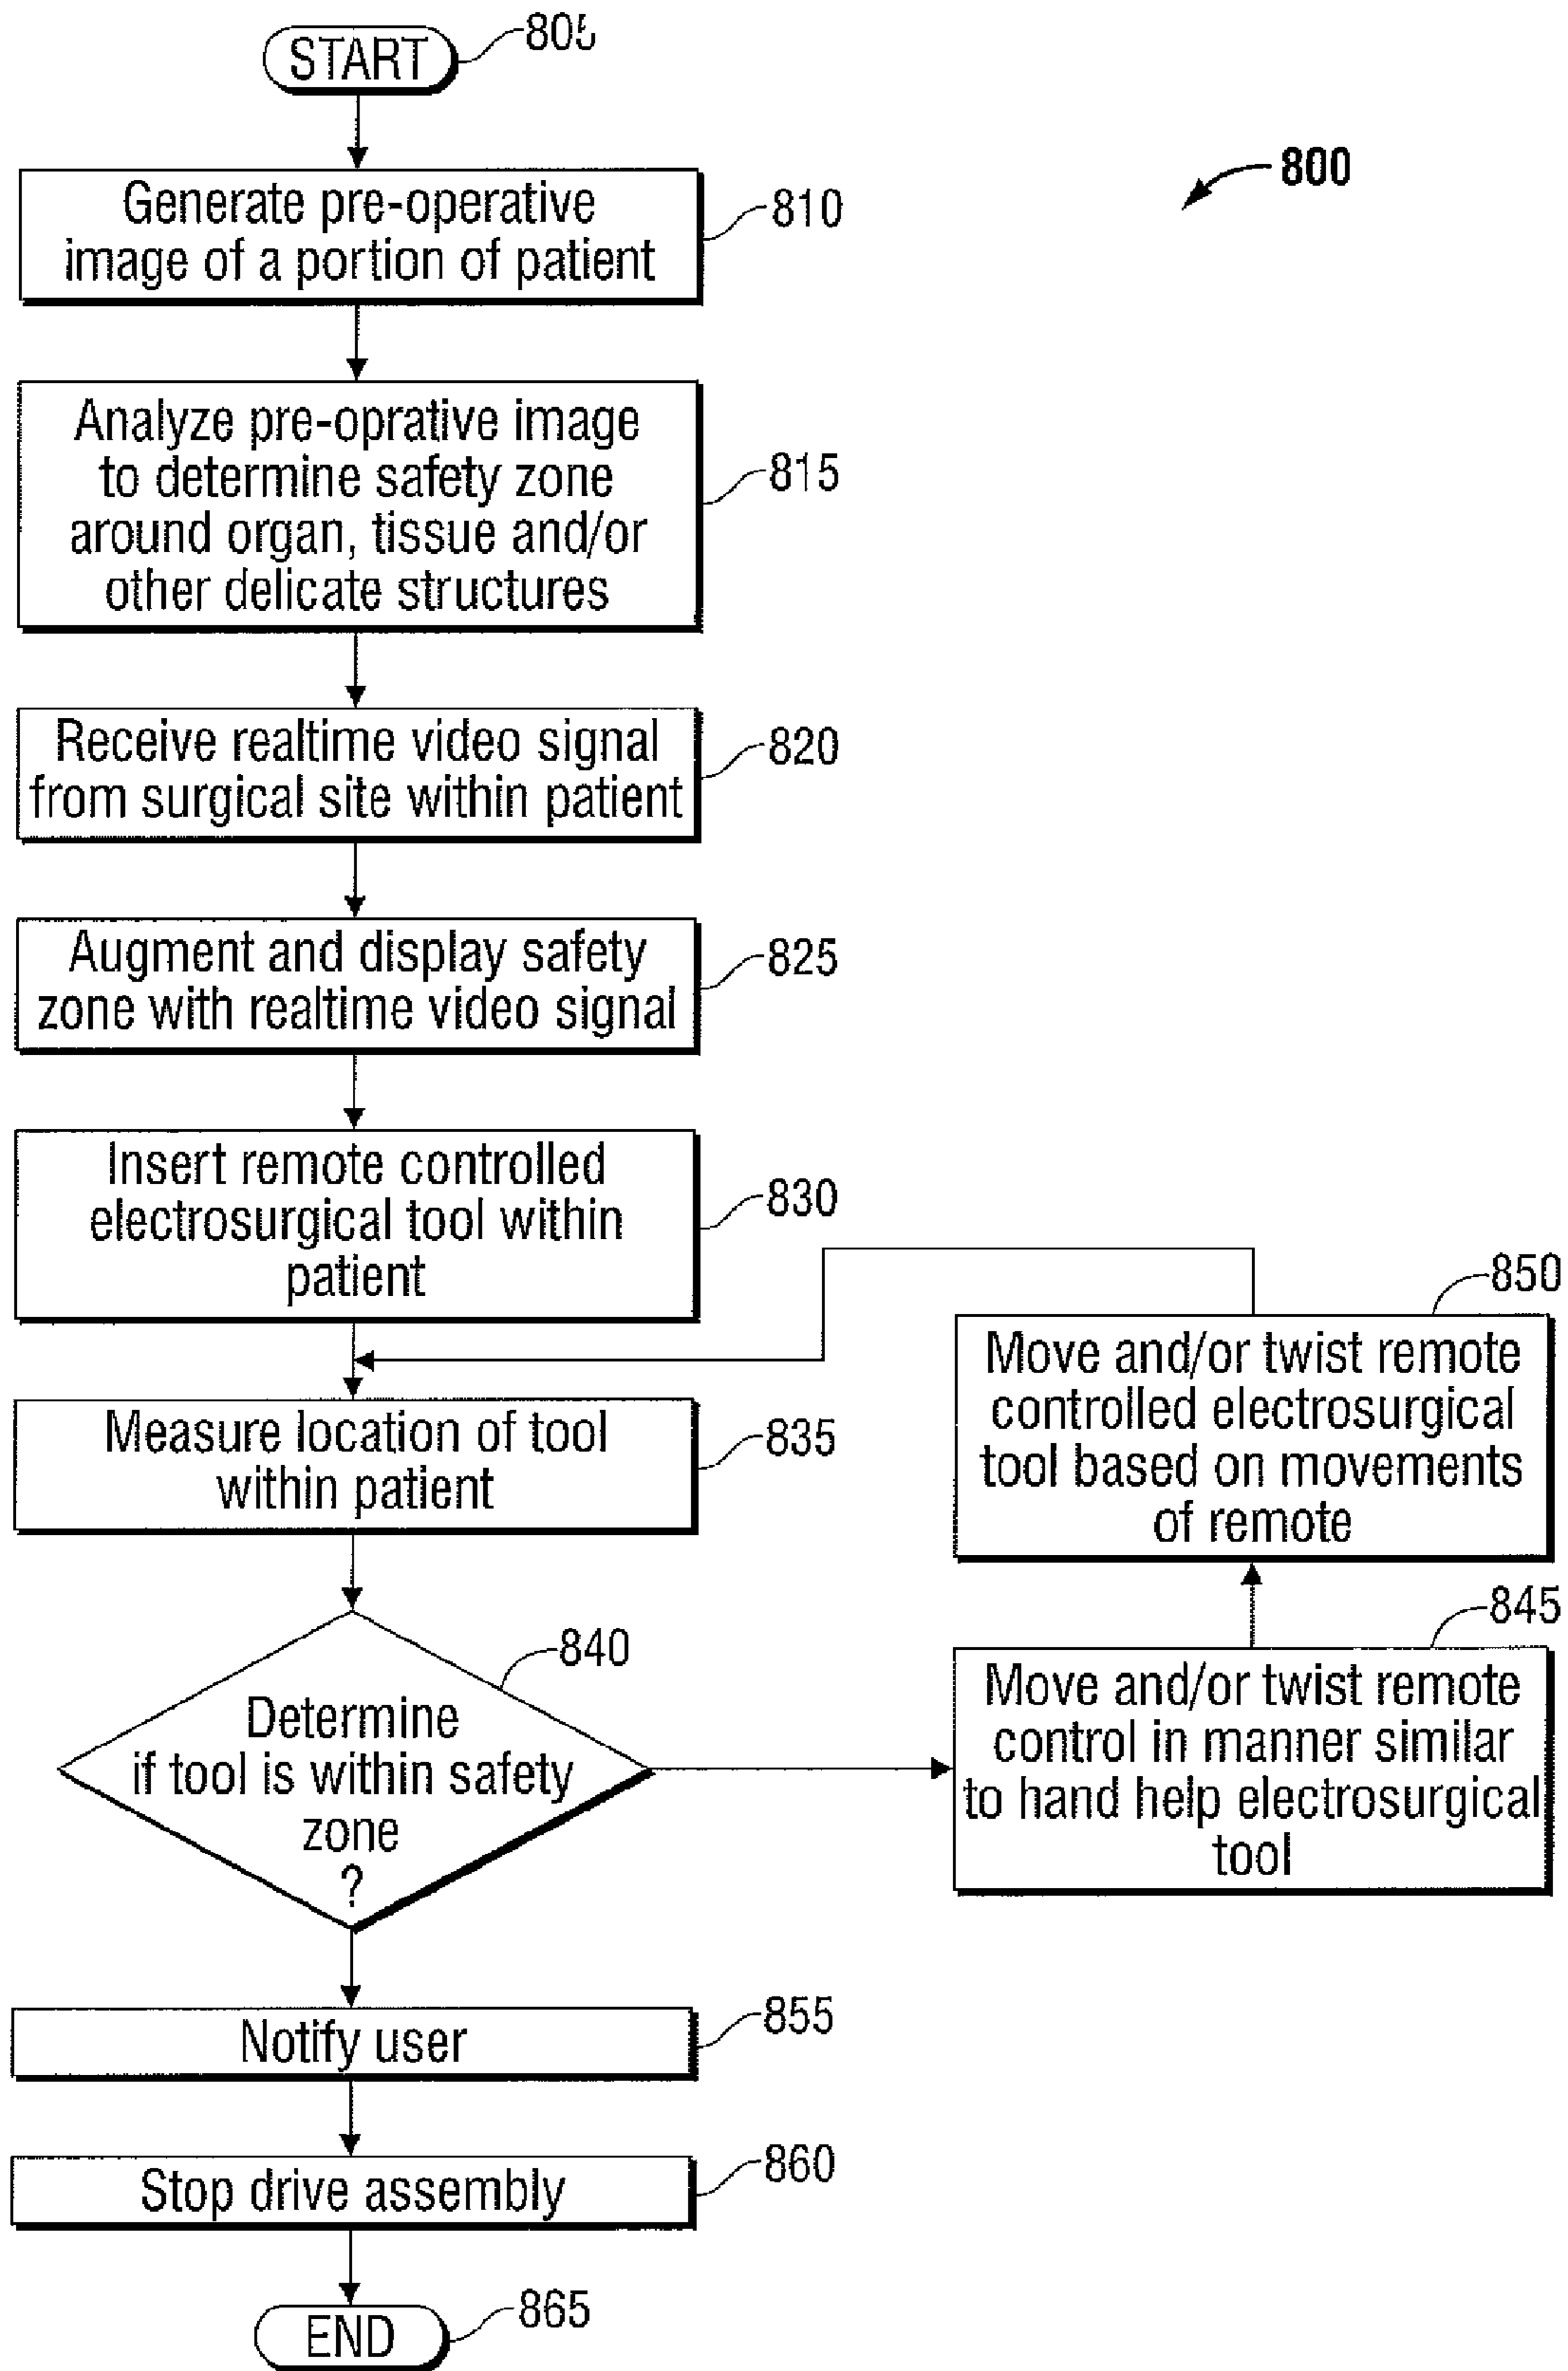 START
805
800
Generate pre-operative
image of a portion of patient
810
Analyze pre-oprative image
to determine safety zone
around organ, tissue and/or
other delicate structures
815
Receive realtime video signal
from surgical site within patient
820
Augment and display safety
zone with realtime video signal
825
Insert remote controlled
electrosurgical tool within
patient
830
Measure location of tool
within patient
835
Determine
if tool is within safety
zone
?
840
850
Move and/or twist remote
controlled electrosurgical
tool based on movements
of remote
845
Move and/or twist remote
control in manner similar
to hand help electrosurgical
tool
Notify user
855
Stop drive assembly
860
END
865